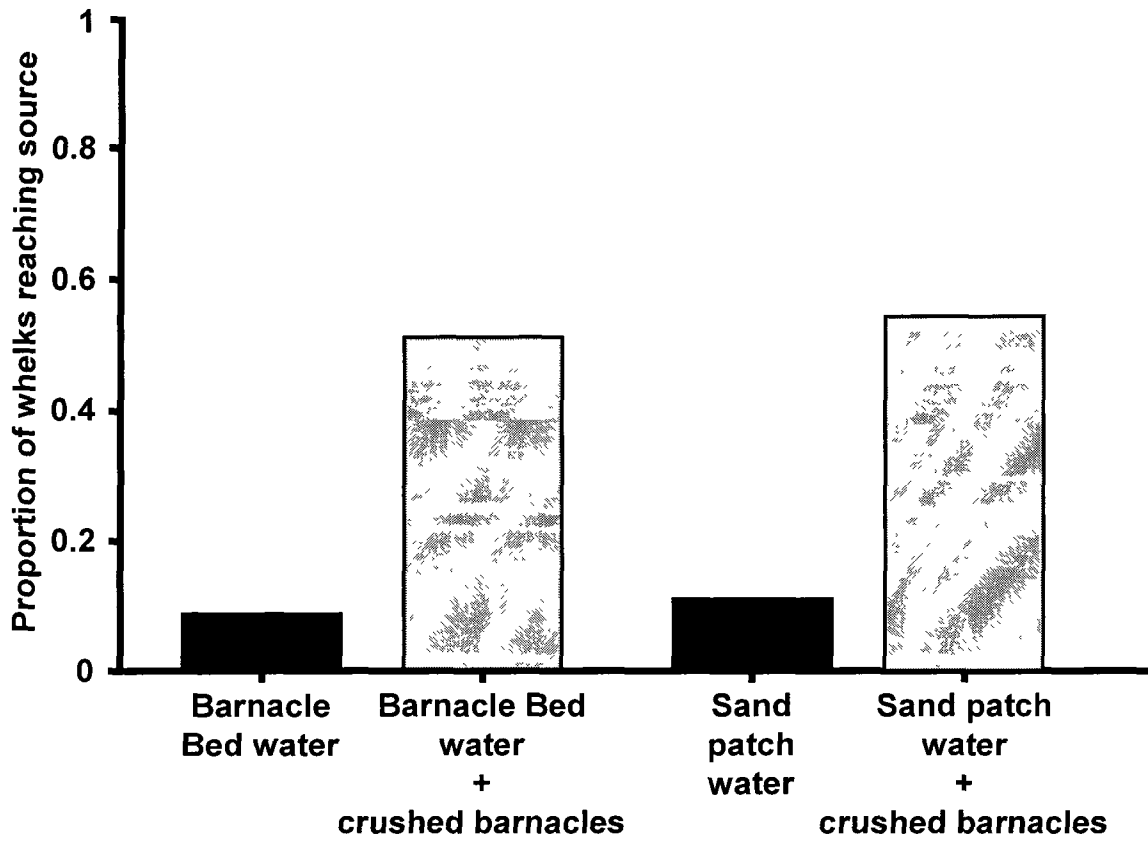 Proportion of whelks reaching source
1
0.8
0.6
0.4
0.2
0
Barnacle
Bed water
Barnacle Bed
water
+
crushed barnacles
Sand
patch
water
Sand patch
water
+
crushed barnacles